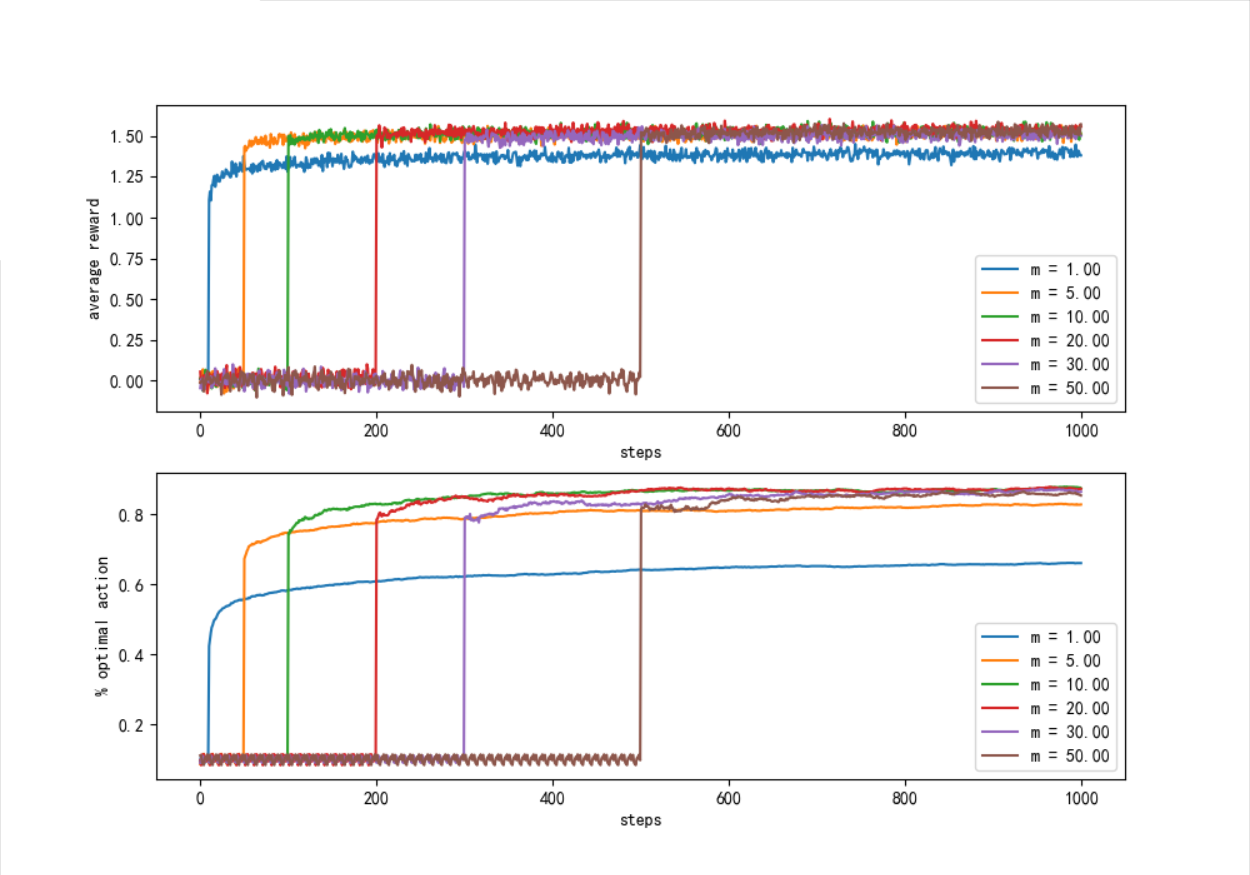 1.50
1.25
1.00
0.75
0.50
0.25
0.00
average reward
m = 1.00
m = 5.00
m = 10.00
m = 20.00
m = 30.00
m = 50.00
0 200 400 600 800 1000
steps
0.8
0.6
0.4
0.2
% optimal action
m = 1.00
m = 5.00
m = 10.00
m = 20.00
m = 30.00
m = 50.00
0 200 400 600 800 1000
steps